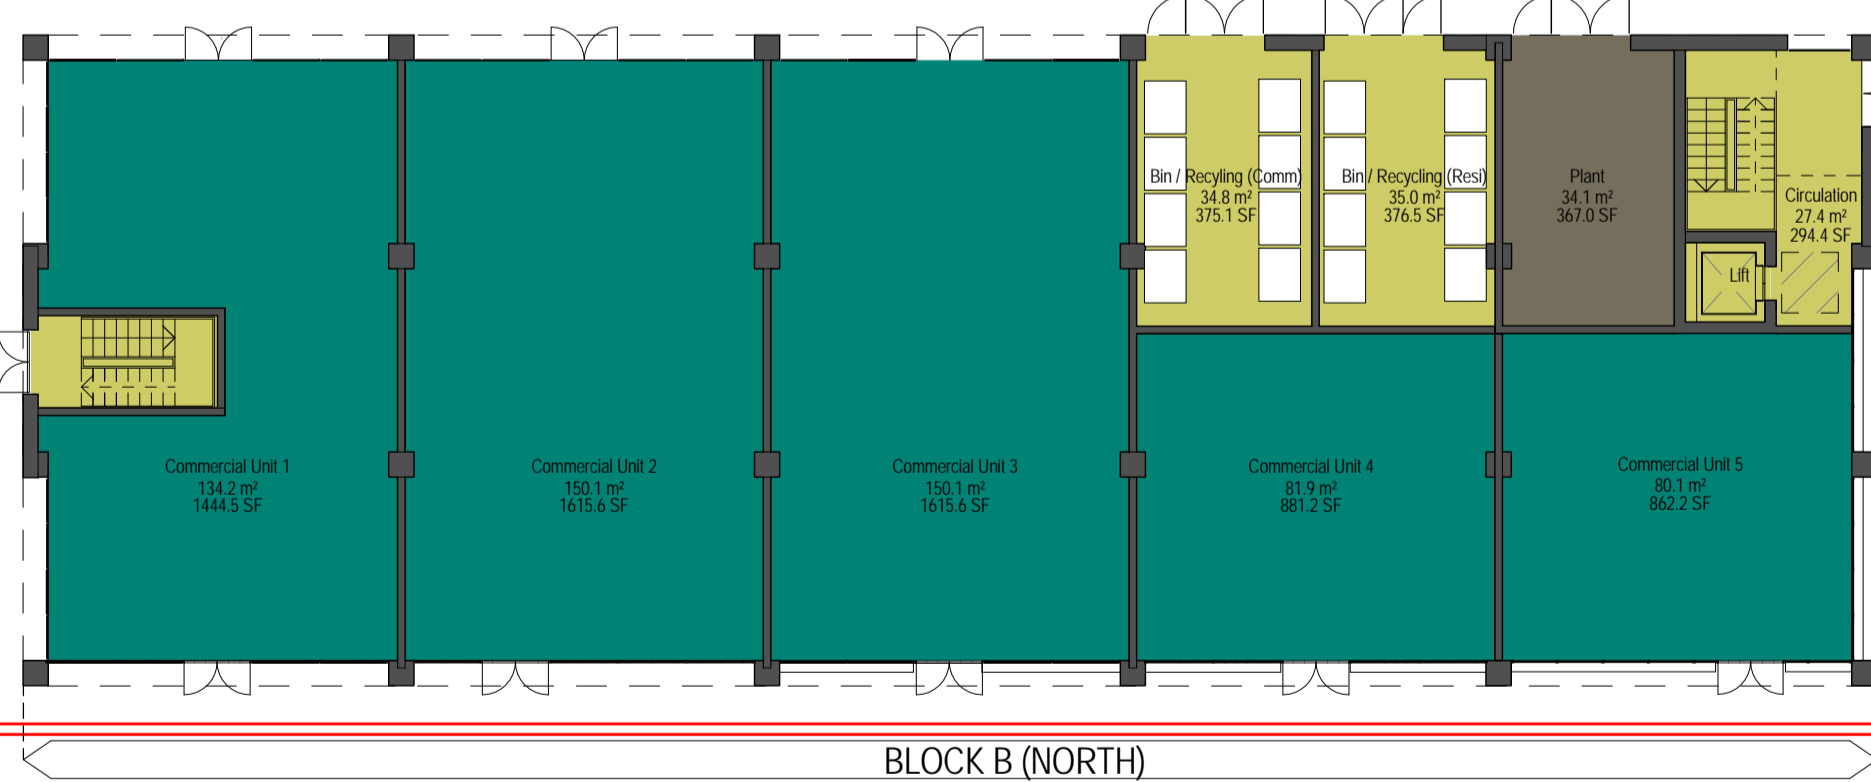 Bin / Recyling (Comm)
34.8 m²
375.1 SF
Bin / Recycling (Resi)
35.0 m²
376.5 SF
Plant
34.1 m²
367.0 SF
Circulation
27.4 m²
294.4 SF
Lift
Commercial Unit 1
134.2 m²
1444.5 SF
Commercial Unit 2
150.1 m²
1615.6 SF
Commercial Unit 3
150.1 m²
1615.6 SF
Commercial Unit 4
81.9 m²
881.2 SF
Commercial Unit 5
80.1 m²
862.2 SF
BLOCK B (NORTH)